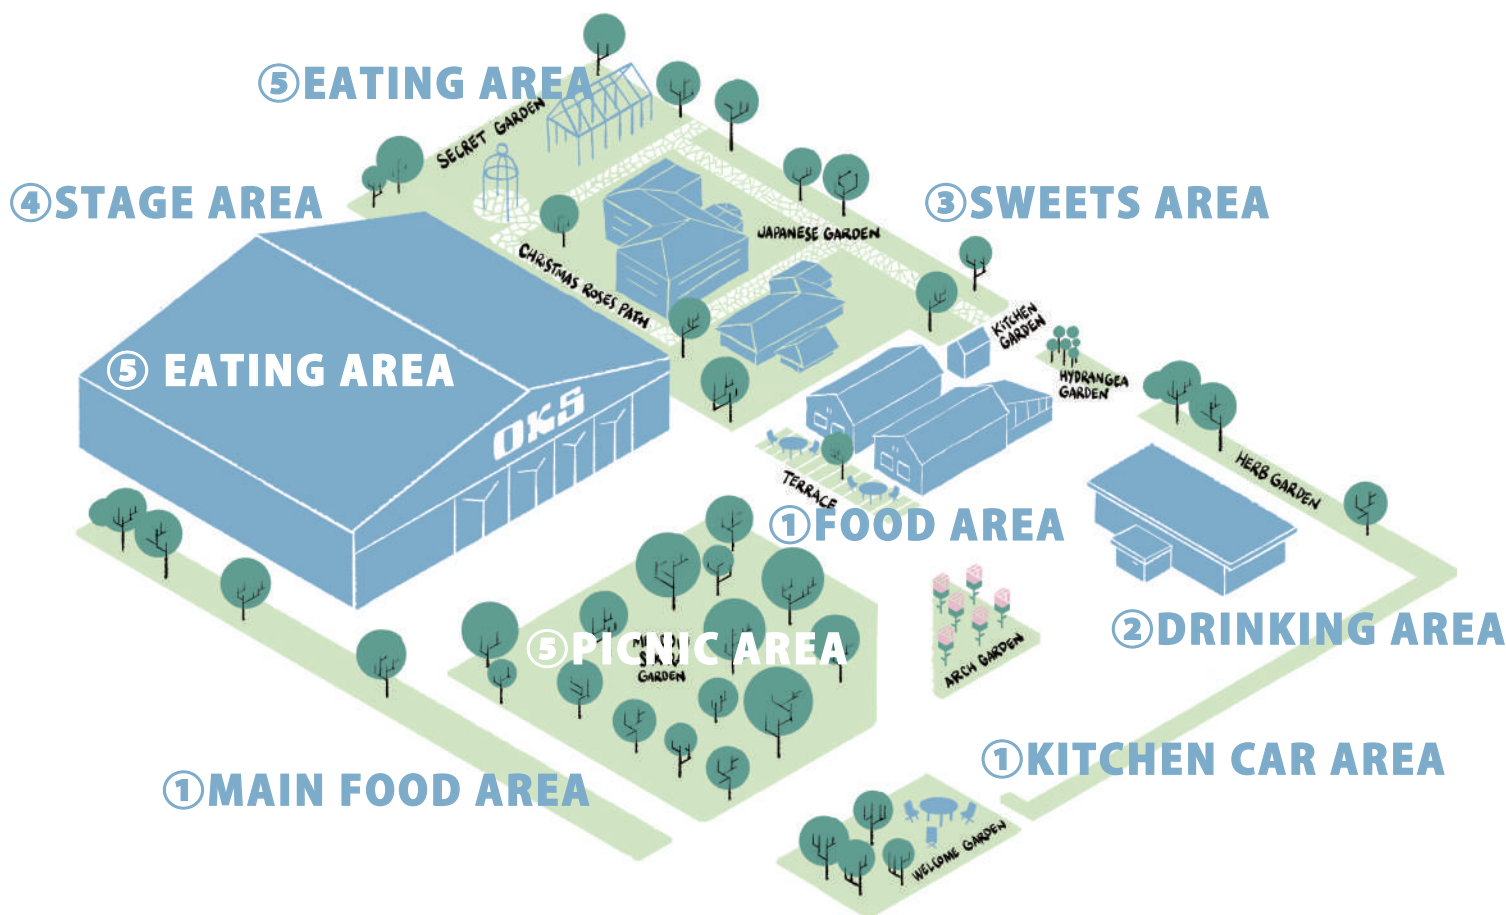 ⑤EATING AREA
SECRET GARDEN
④STAGE AREA
③SWEETS AREA
JAPANESE GARDEN
CHRISTMAS ROSES PATH
KITCHEN
GARDEN
⑤ EATING AREA
HYDRANGEA
GARDEN
OKS
HERB GARDEN
TERRACE
①FOOD AREA
②DRINKING AREA
⑤PICNIC AREA
GARDEN
ARCH GARDEN
①KITCHEN CAR AREA
①MAIN FOOD AREA
WELCOME GARDEN